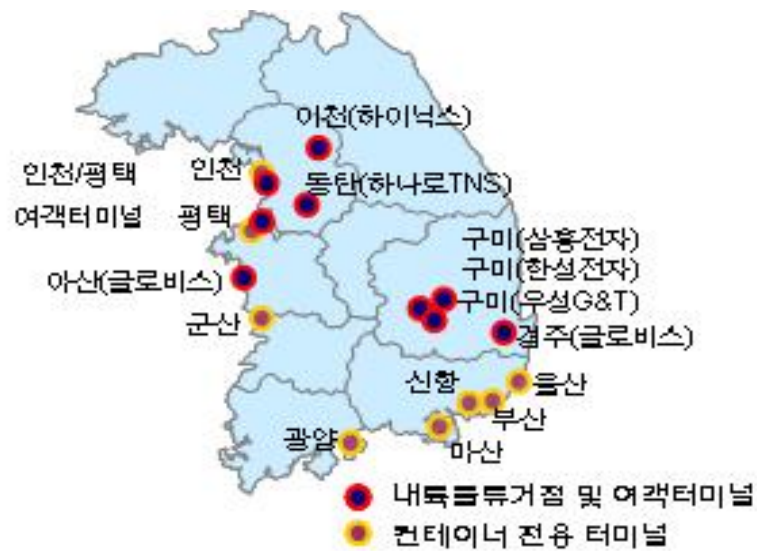 이천(하이닉스)
인천/평택
인천
동탄(하나로TNS)
여객터미널
평택
구미(삼흥전자)
구미(한성전자)
아산(글로비스)
구미(우성G&T)
군산
경주(글로비스)
신항
울산
부산
광양
마산
내륙물류거점 및 여객터미널
컨테이너 전용 터미널